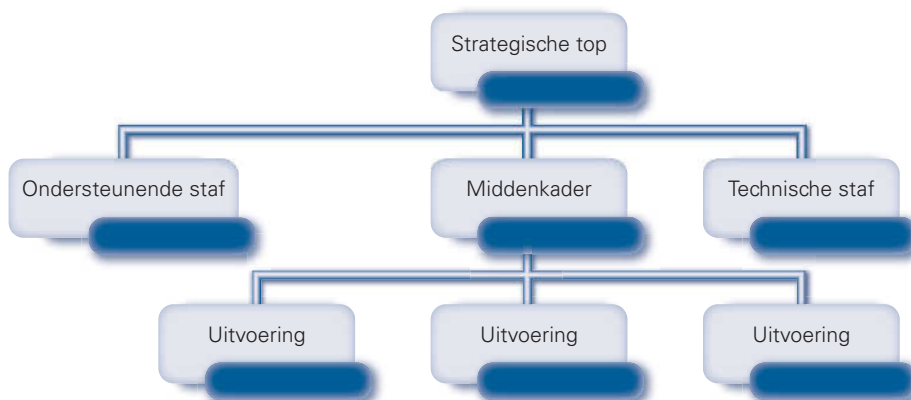 Strategische top
Ondersteunende staf
Middenkader
Technische staf
Uitvoering
Uitvoering
Uitvoering